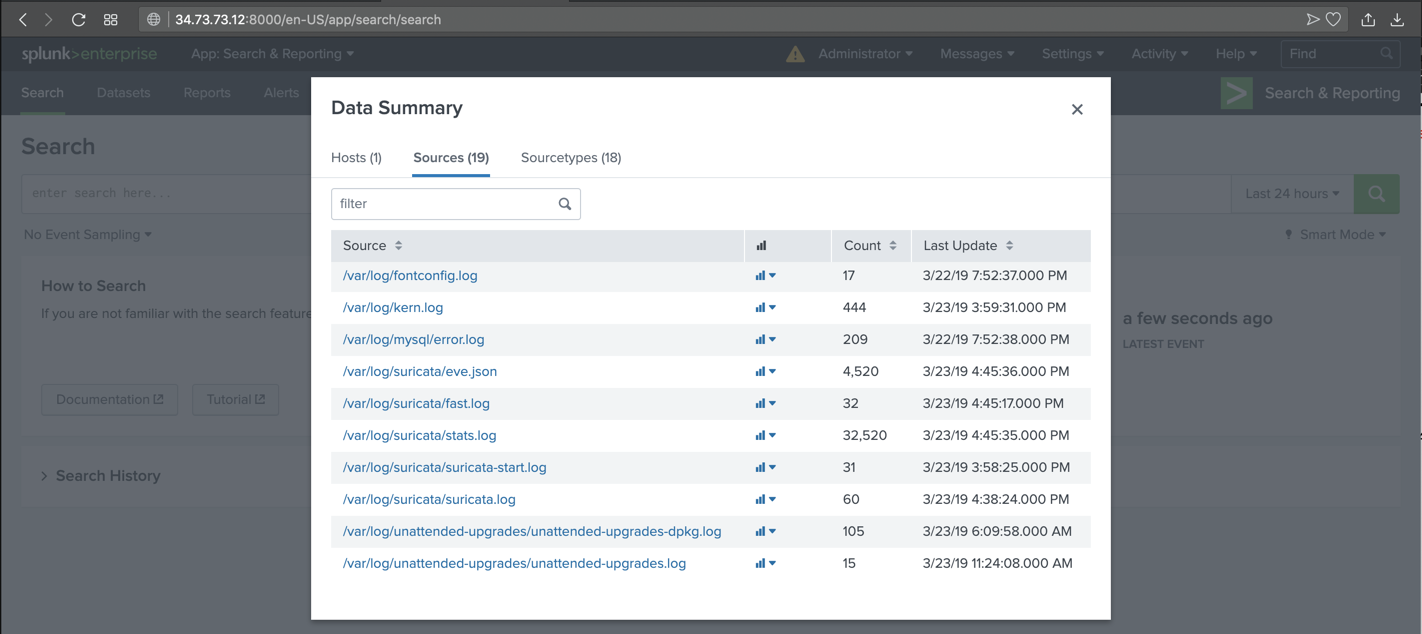 34.73.73.12:8000/en-US/app/search/search
splunk>enterprise App: Search & Reporting Administrator Messages Settings Activity Help Find
Search Datasets Reports Alerts Search & Reporting
Search
enter search here... Last 24 hours
No Event Sampling Smart Mode
How to Search
If you are not familiar with the search feature
Documentation Tutorial
Search History
a few seconds ago
LATEST EVENT
Data Summary
Hosts (1) Sources (19) Sourcetypes (18)
filter
Source Count Last Update
/var/log/fontconfig.log 17 3/22/19 7:52:37.000 PM
/var/log/kern.log 444 3/23/19 3:59:31.000 PM
/var/log/mysql/error.log 209 3/22/19 7:52:38.000 PM
/var/log/suricata/eve.json 4,520 3/23/19 4:45:36.000 PM
/var/log/suricata/fast.log 32 3/23/19 4:45:17.000 PM
/var/log/suricata/stats.log 32,520 3/23/19 4:45:35.000 PM
/var/log/suricata/suricata-start.log 31 3/23/19 3:58:25.000 PM
/var/log/suricata/suricata.log 60 3/23/19 4:38:24.000 PM
/var/log/unattended-upgrades/unattended-upgrades-dpkg.log 105 3/23/19 6:09:58.000 AM
/var/log/unattended-upgrades/unattended-upgrades.log 15 3/23/19 11:24:08.000 AM